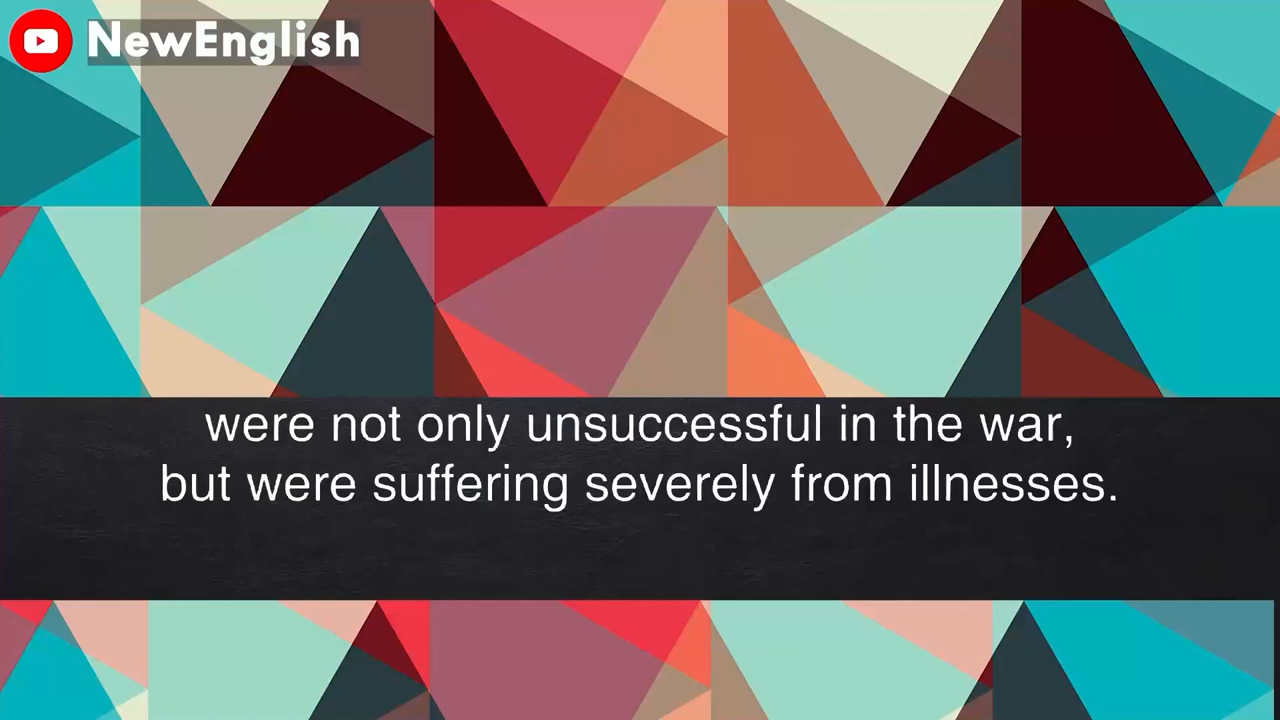 NewEnglish
were not only unsuccessful in the war,
but were suffering severely from illnesses.